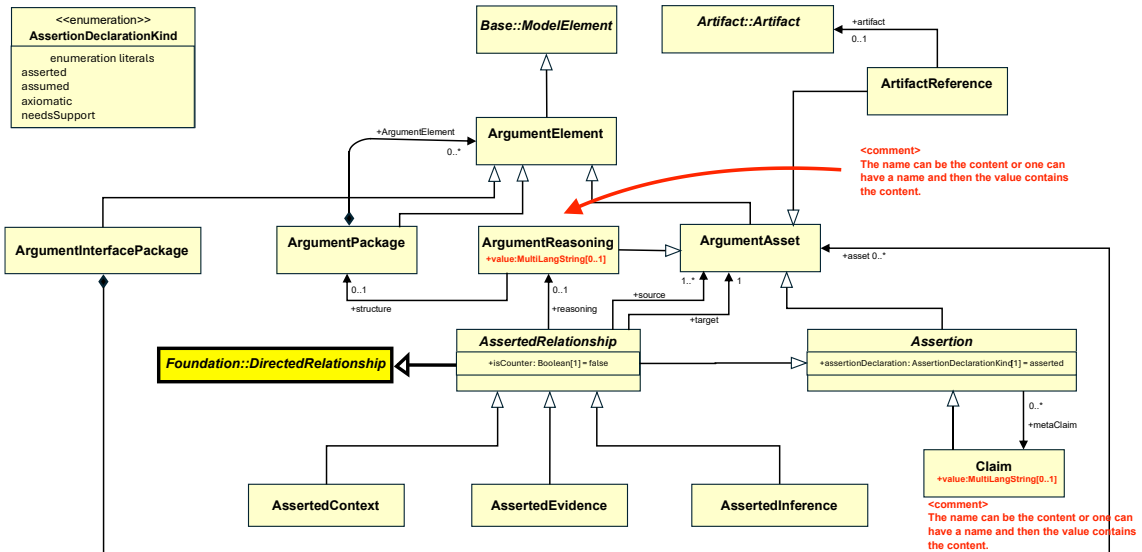 <<enumeration>>
AssertionDeclarationKind
enumeration literals
asserted
assumed
axiomatic
needsSupport
Base::ModelElement
Artifact::Artifact
+artifact
0..1
ArtifactReference
+ArgumentElement
0..*
ArgumentElement
<comment>
The name can be the content or one can
have a name and then the value contains
the content.
ArgumentInterfacePackage
ArgumentPackage
ArgumentReasoning
+value:MultiLangString[0..1]
ArgumentAsset
+asset 0..*
0..1
+structure
0..1
+reasoning
1..*
+source
1
+target
AssertedRelationship
+isCounter: Boolean[1] = false
Foundation::DirectedRelationship
Assertion
+assertionDeclaration: AssertionDeclarationKind[1] = asserted
0..*
+metaClaim
Claim
+value:MultiLangString[0..1]
AssertedContext
AssertedEvidence
AssertedInference
<comment>
The name can be the content or one can
have a name and then the value contains
the content.